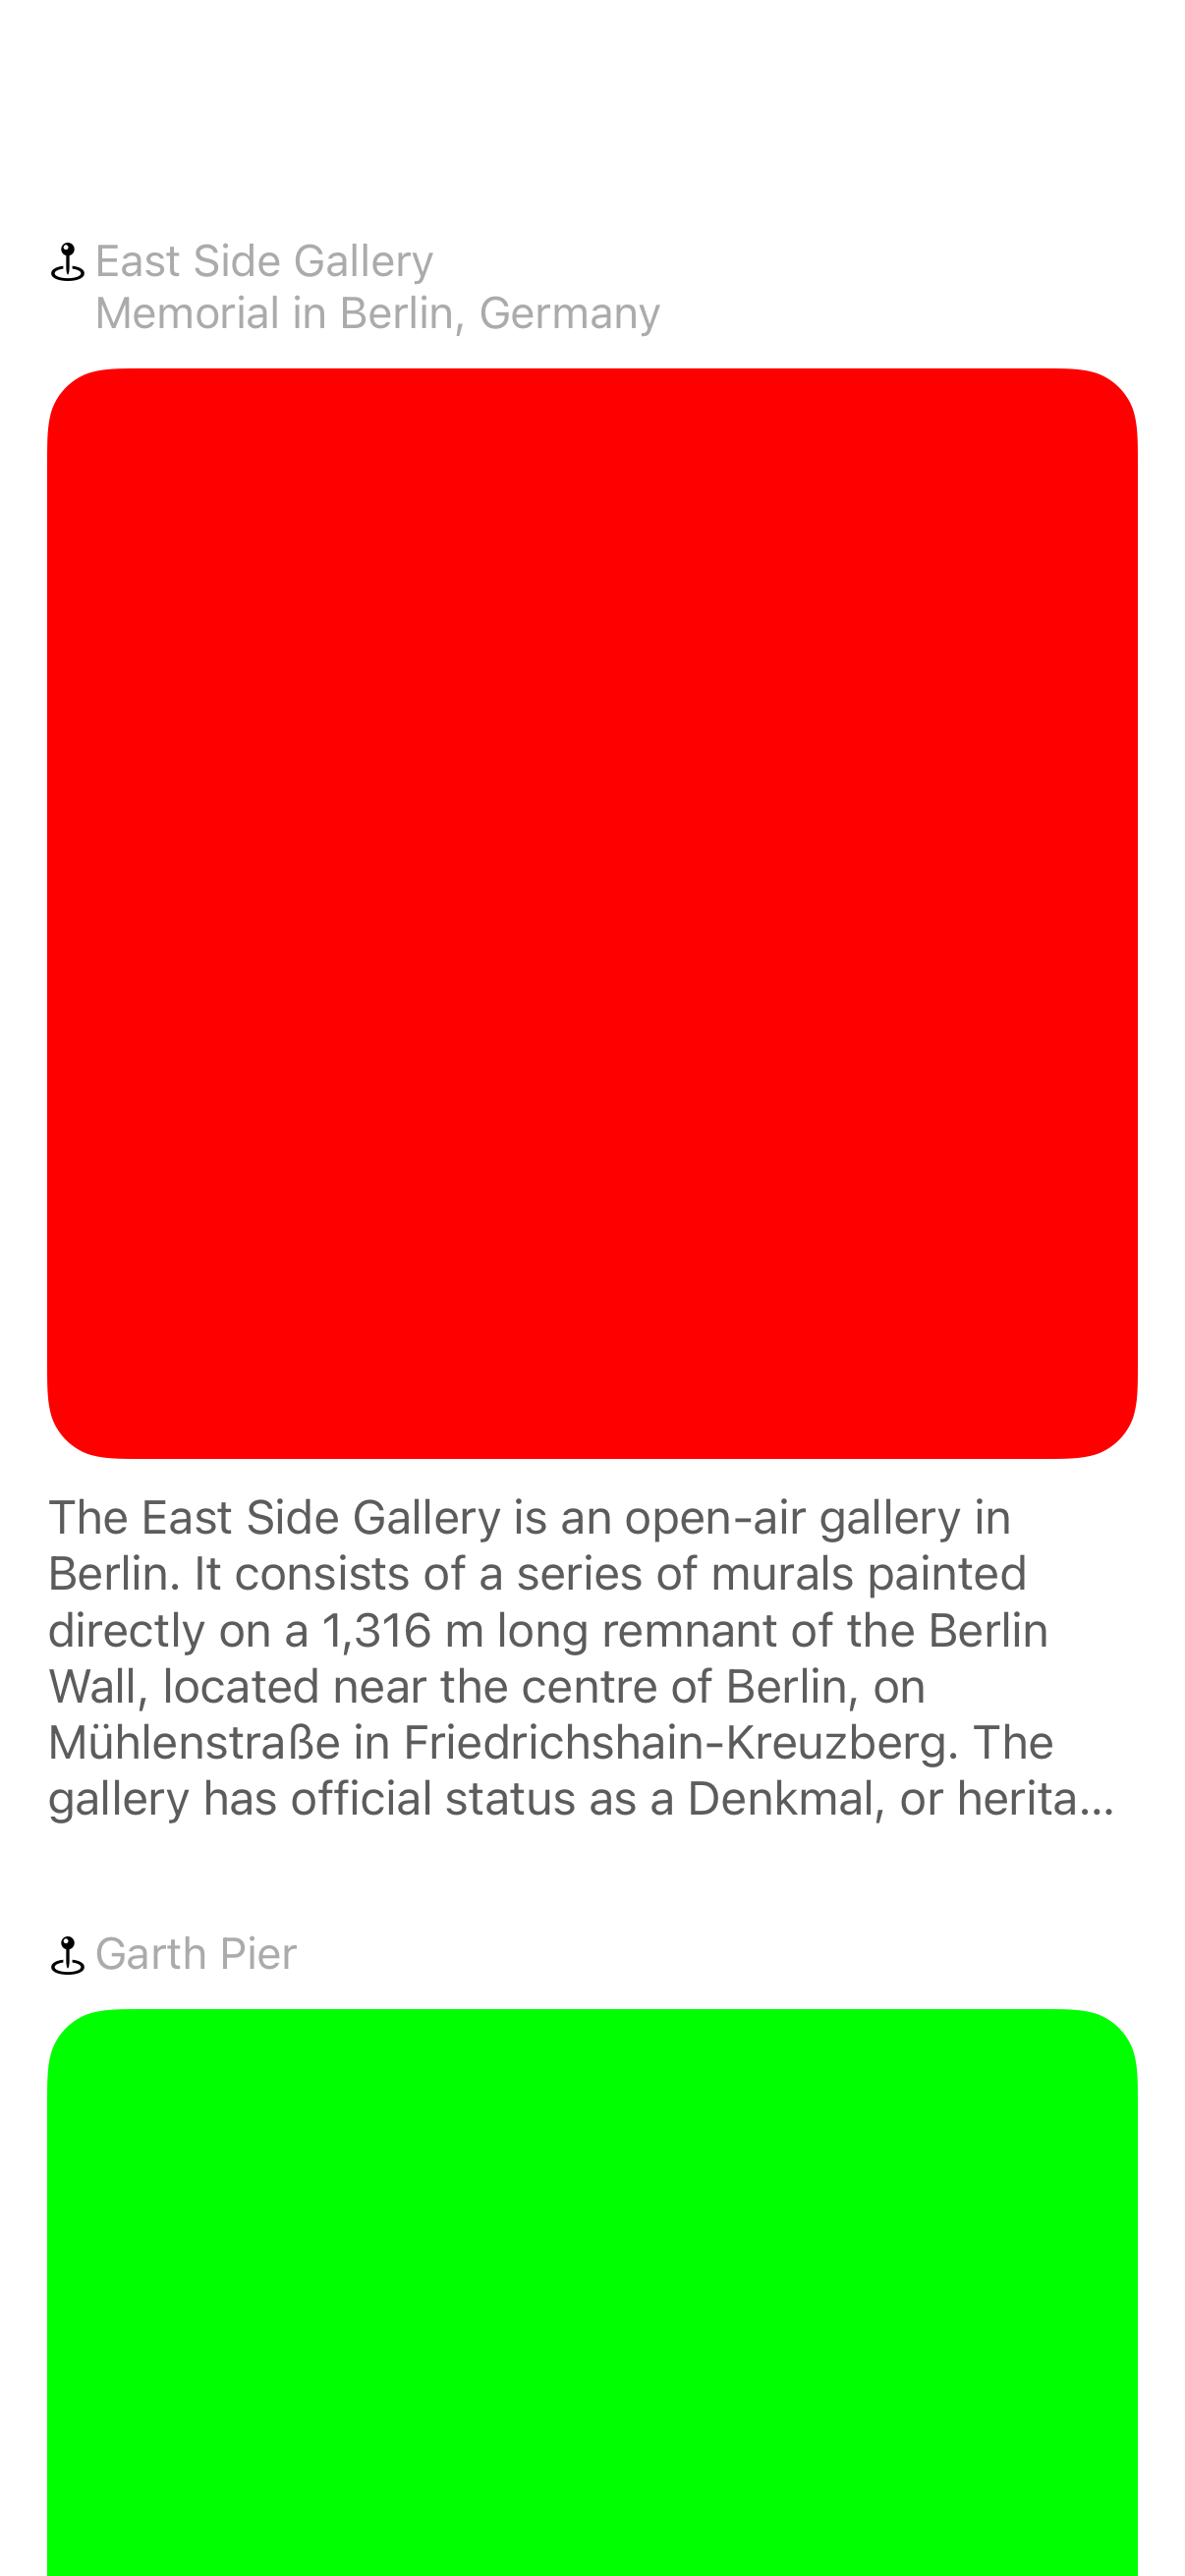 East Side Gallery
Memorial in Berlin, Germany
The East Side Gallery is an open-air gallery in
Berlin. It consists of a series of murals painted
directly on a 1,316 m long remnant of the Berlin
Wall, located near the centre of Berlin, on
Mühlenstraße in Friedrichshain-Kreuzberg. The
gallery has official status as a Denkmal, or herita...
Garth Pier